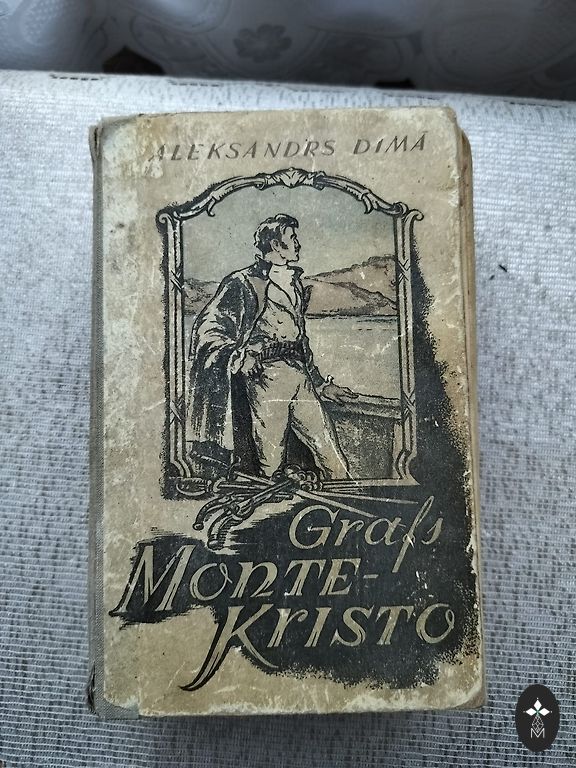 ALEKSANDRS DIMĀ
Grafs
MONTE-
KRISTO
M